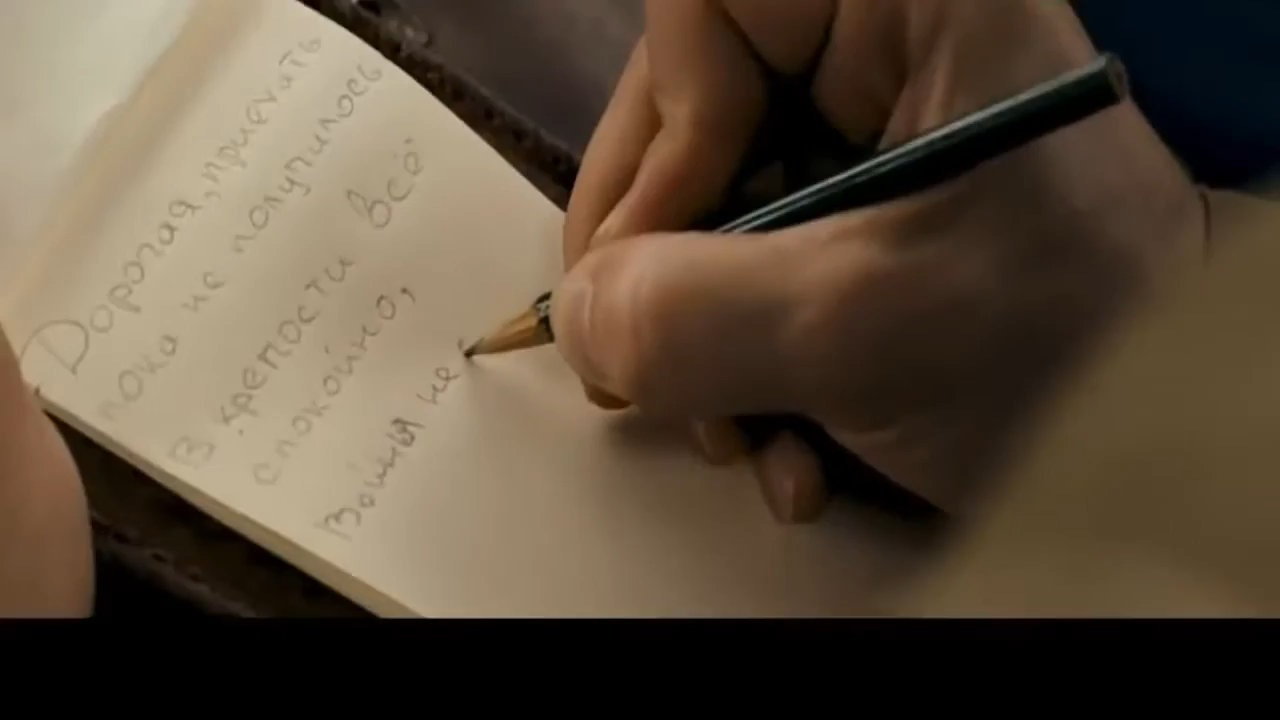 Дорогая, приехать
пока не получилось
В крепости всё
спокойно,
Войны не